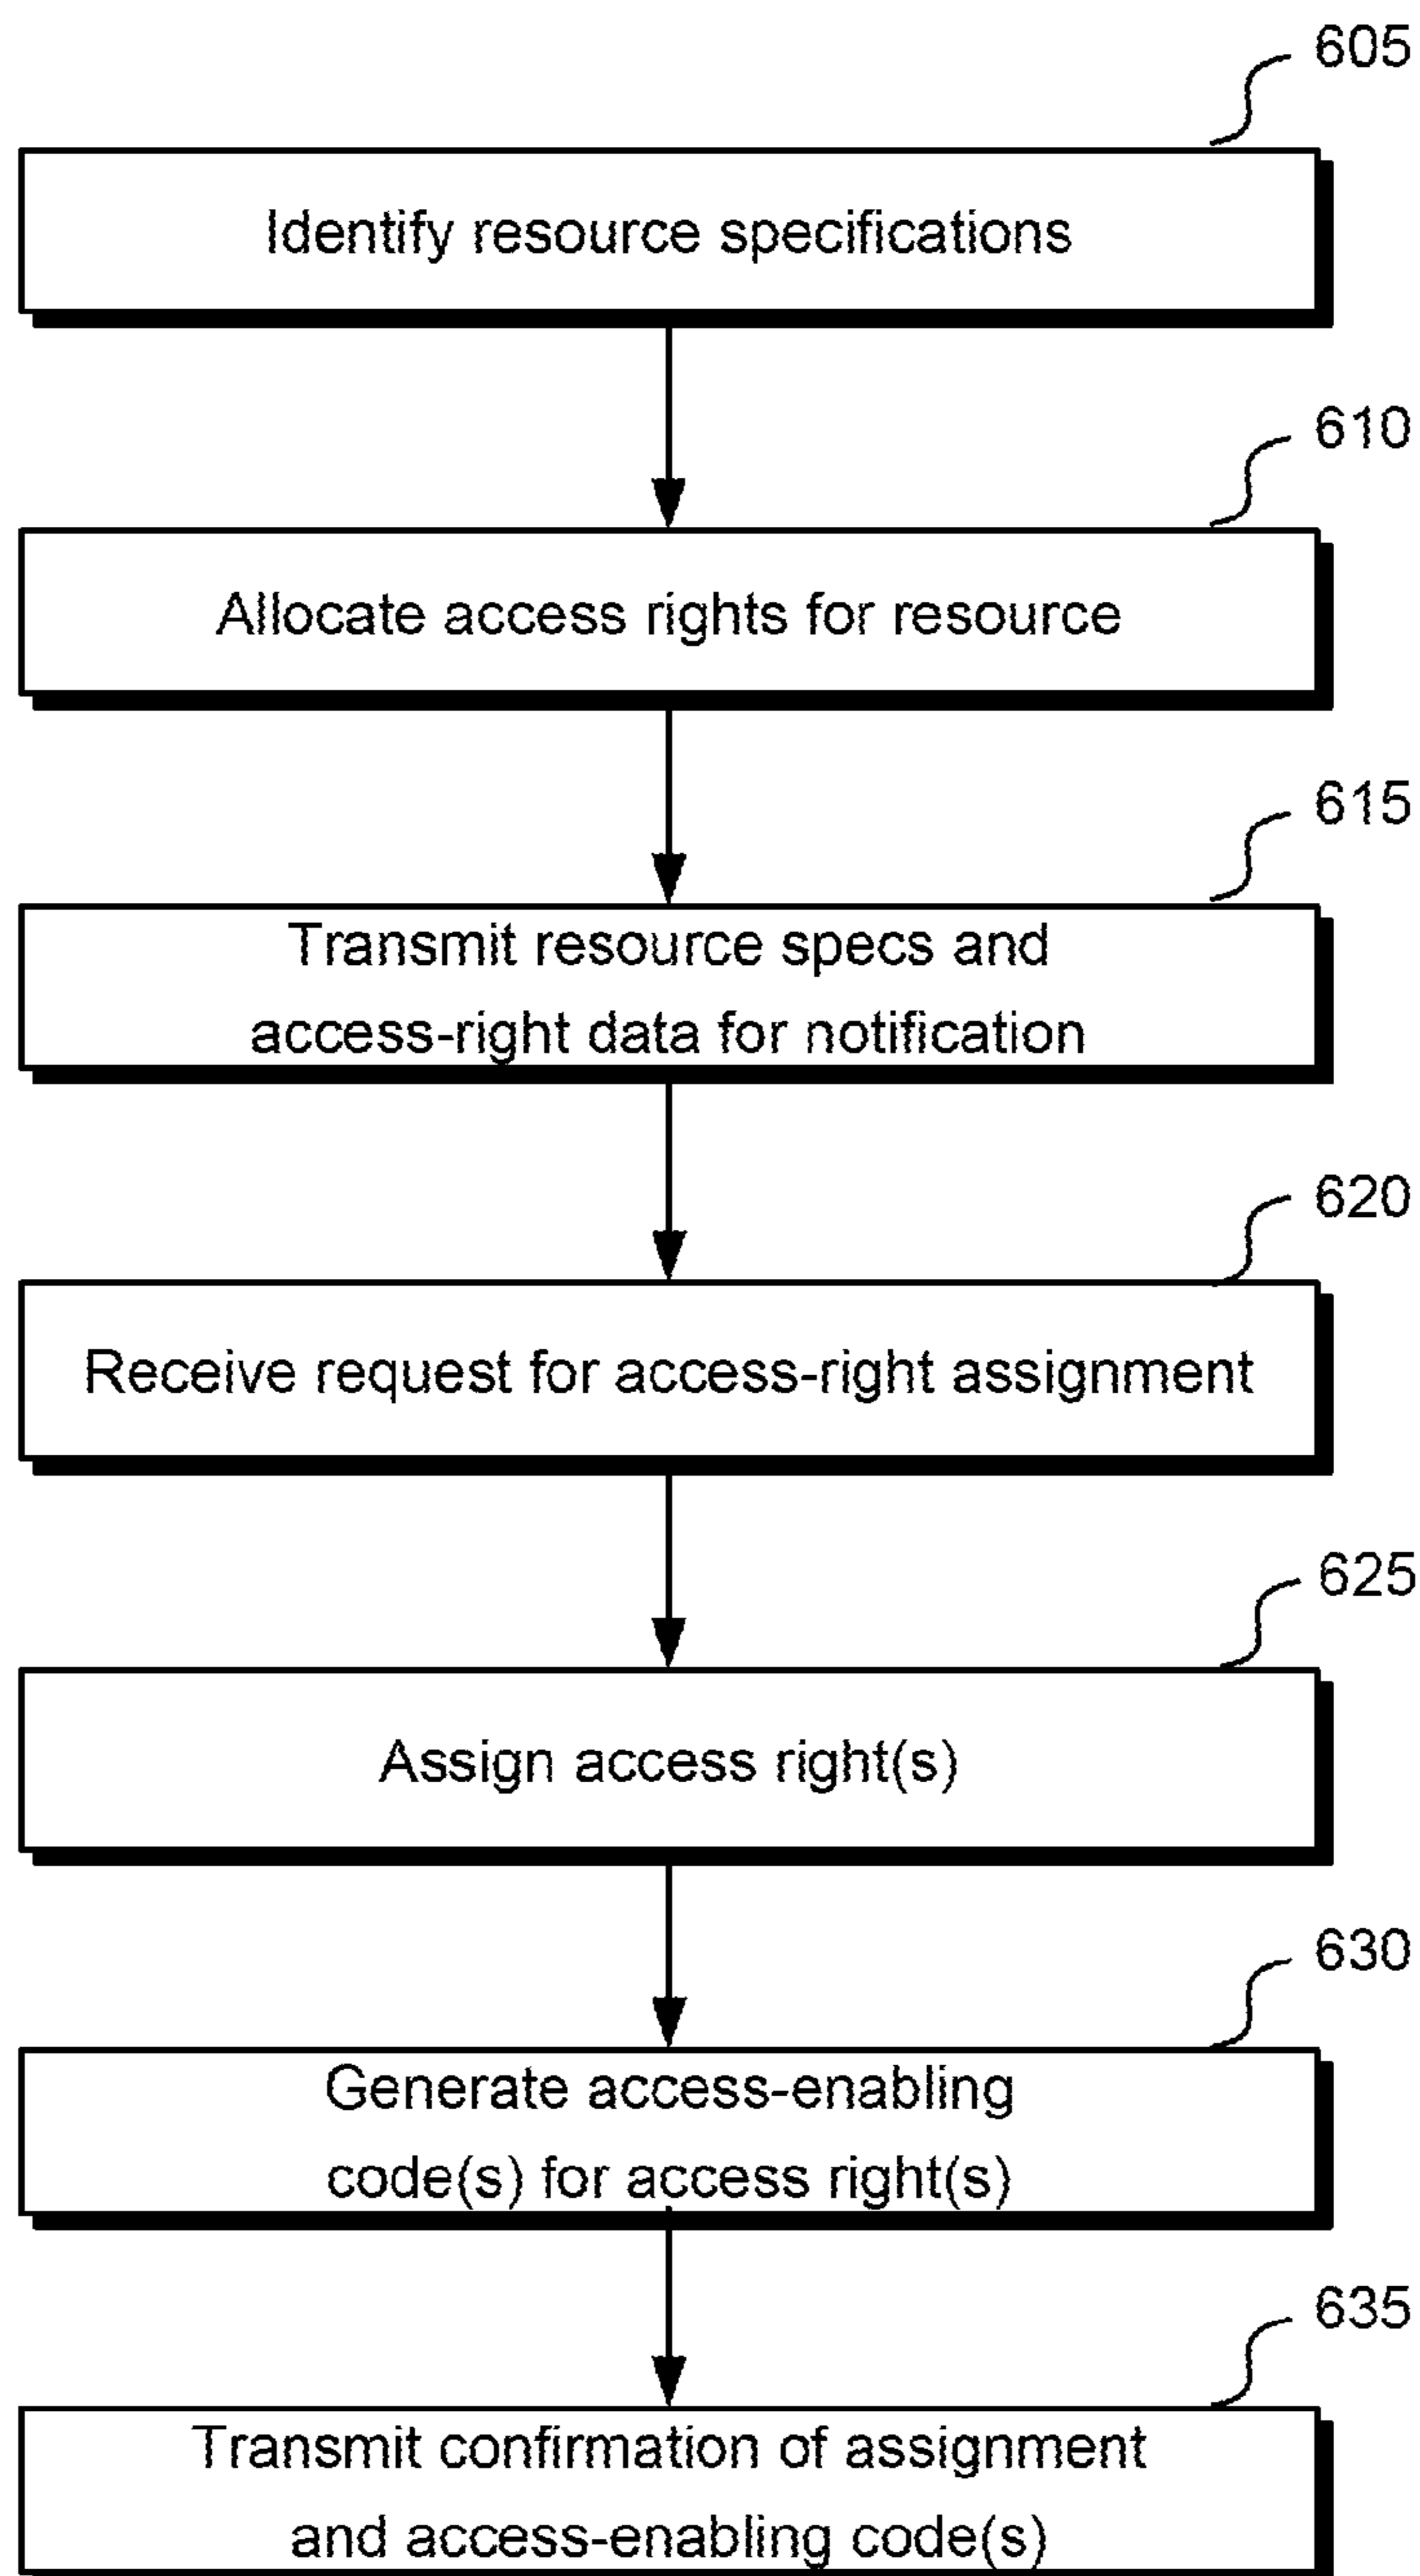 605
Identify resource specifications
610
Allocate access rights for resource
615
Transmit resource specs and
access-right data for notification
620
Receive request for access-right assignment
625
Assign access right(s)
630
Generate access-enabling
code(s) for access right(s)
635
Transmit confirmation of assignment
and access-enabling code(s)